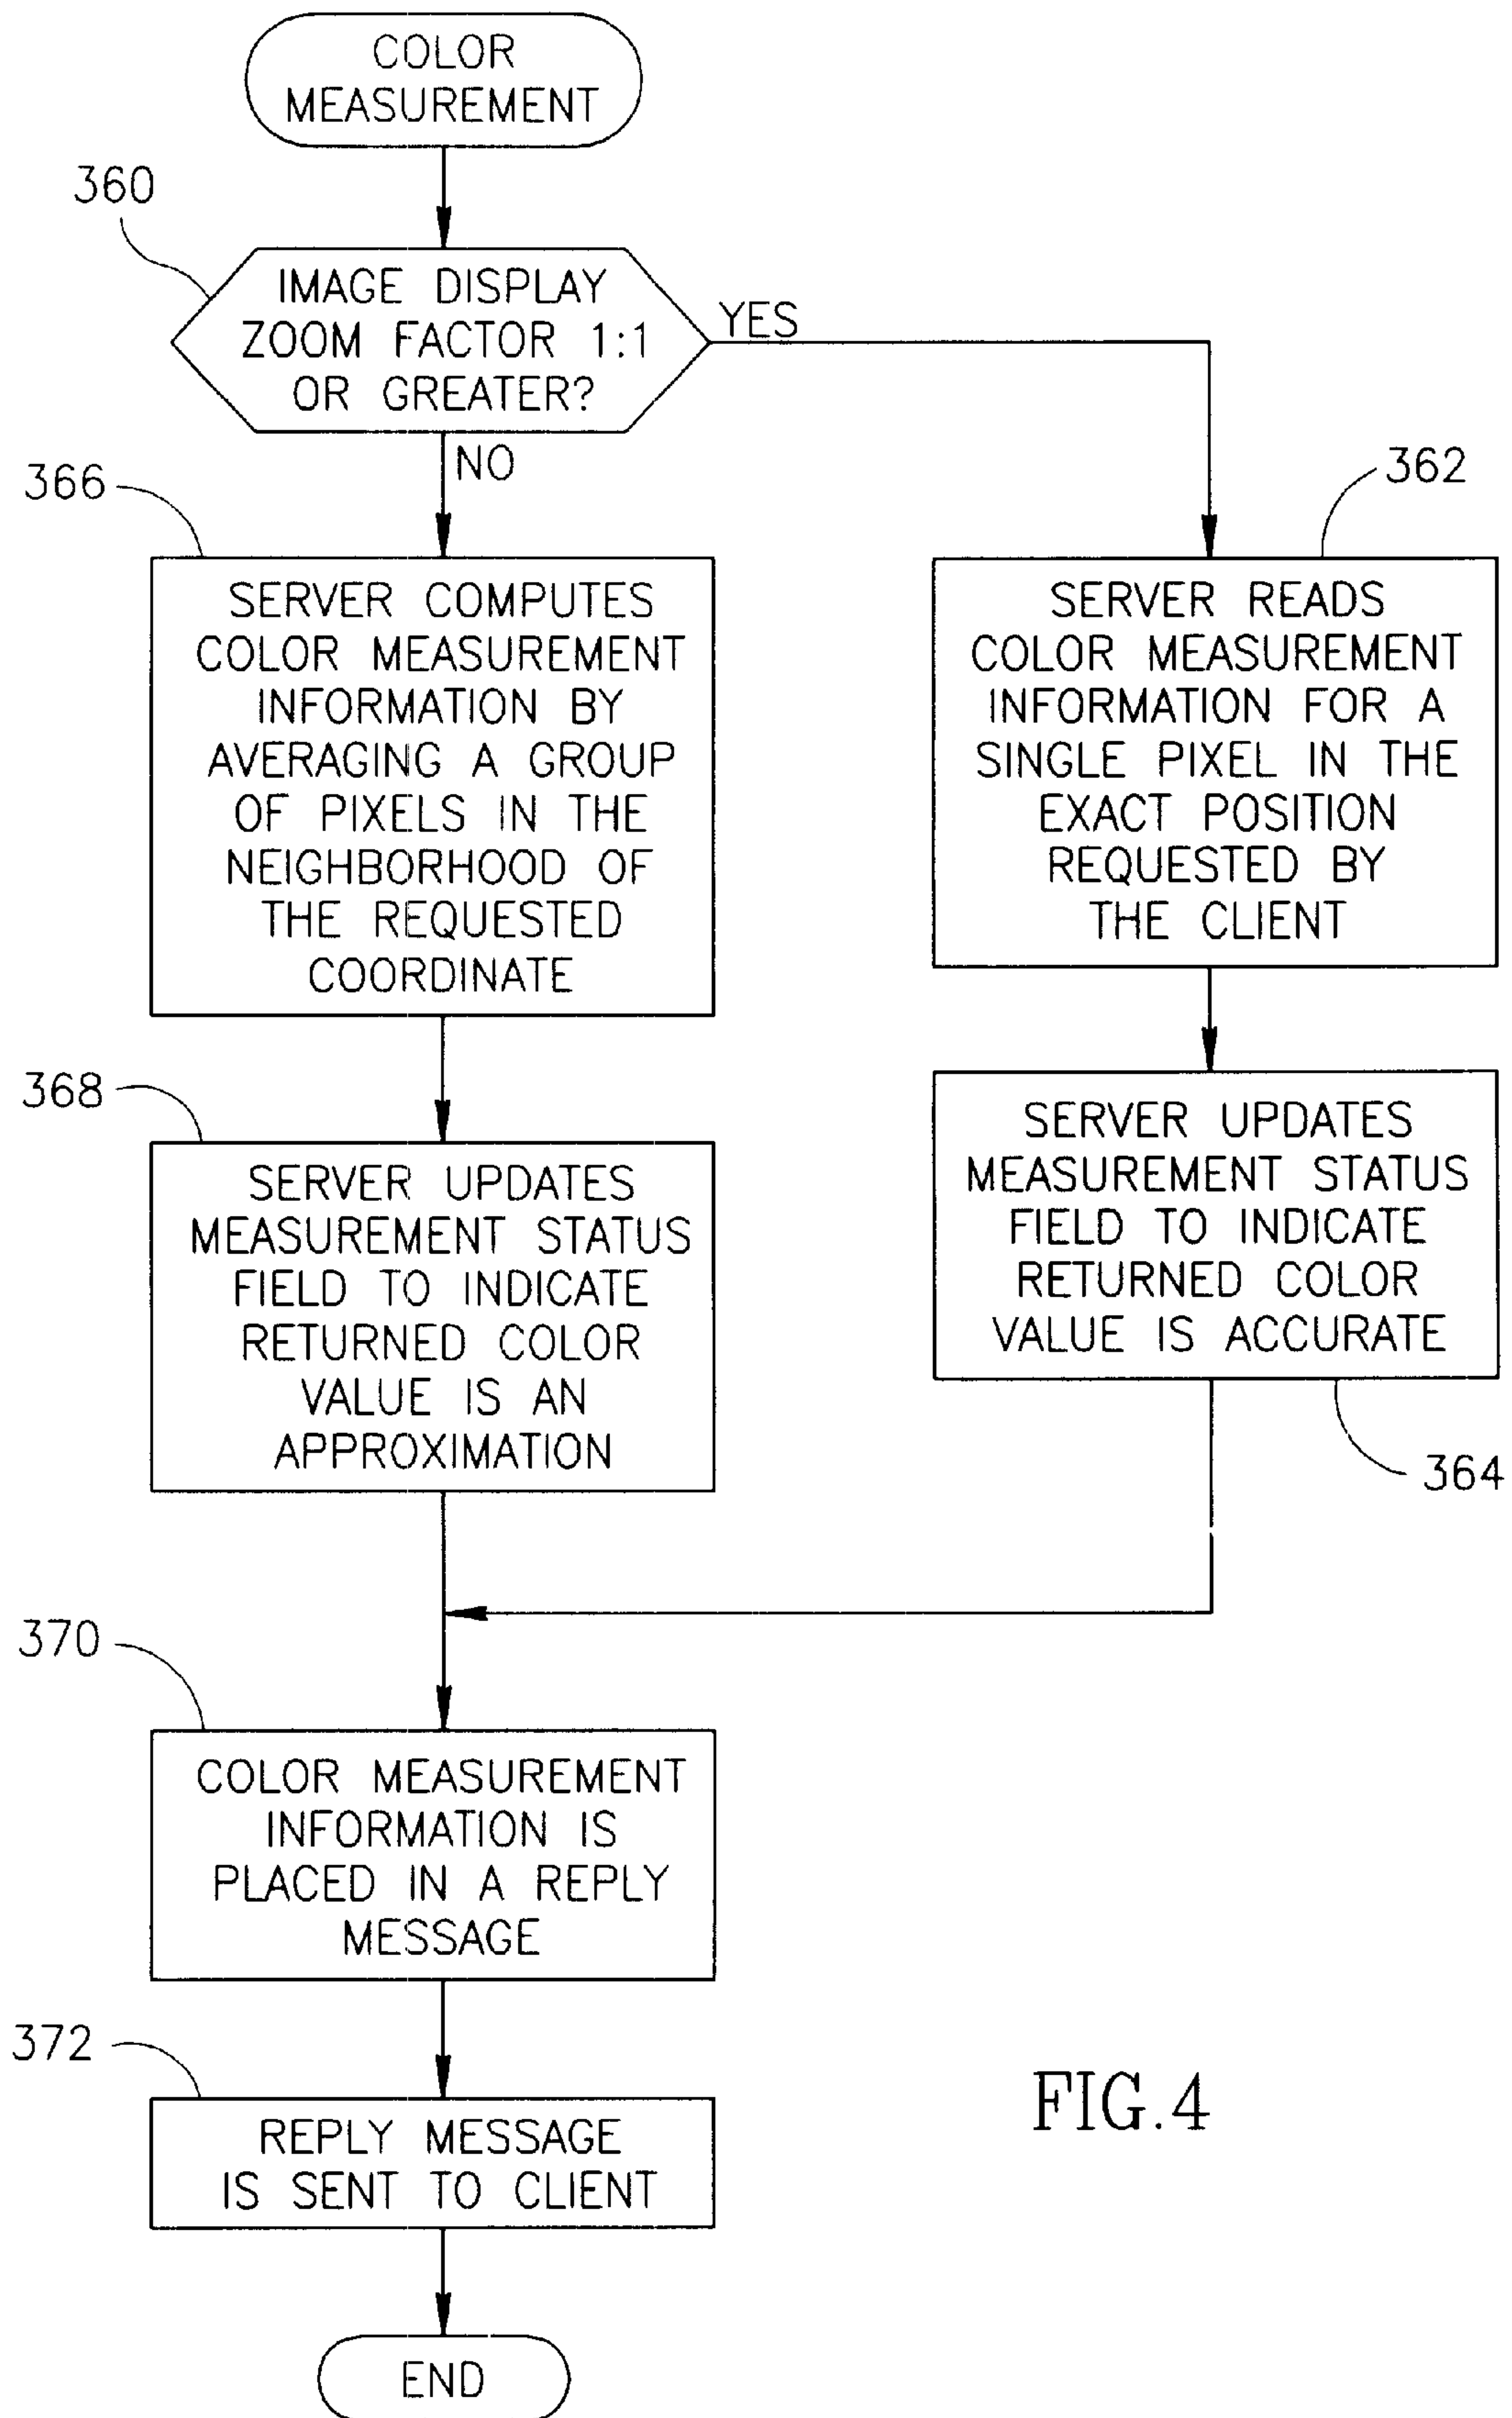 COLOR
MEASUREMENT
360
IMAGE DISPLAY
ZOOM FACTOR 1:1
OR GREATER?
YES
NO
366
SERVER COMPUTES
COLOR MEASUREMENT
INFORMATION BY
AVERAGING A GROUP
OF PIXELS IN THE
NEIGHBORHOOD OF
THE REQUESTED
COORDINATE
362
SERVER READS
COLOR MEASUREMENT
INFORMATION FOR A
SINGLE PIXEL IN THE
EXACT POSITION
REQUESTED BY
THE CLIENT
368
SERVER UPDATES
MEASUREMENT STATUS
FIELD TO INDICATE
RETURNED COLOR
VALUE IS AN
APPROXIMATION
SERVER UPDATES
MEASUREMENT STATUS
FIELD TO INDICATE
RETURNED COLOR
VALUE IS ACCURATE
364
370
COLOR MEASUREMENT
INFORMATION IS
PLACED IN A REPLY
MESSAGE
372
REPLY MESSAGE
IS SENT TO CLIENT
END
FIG.4